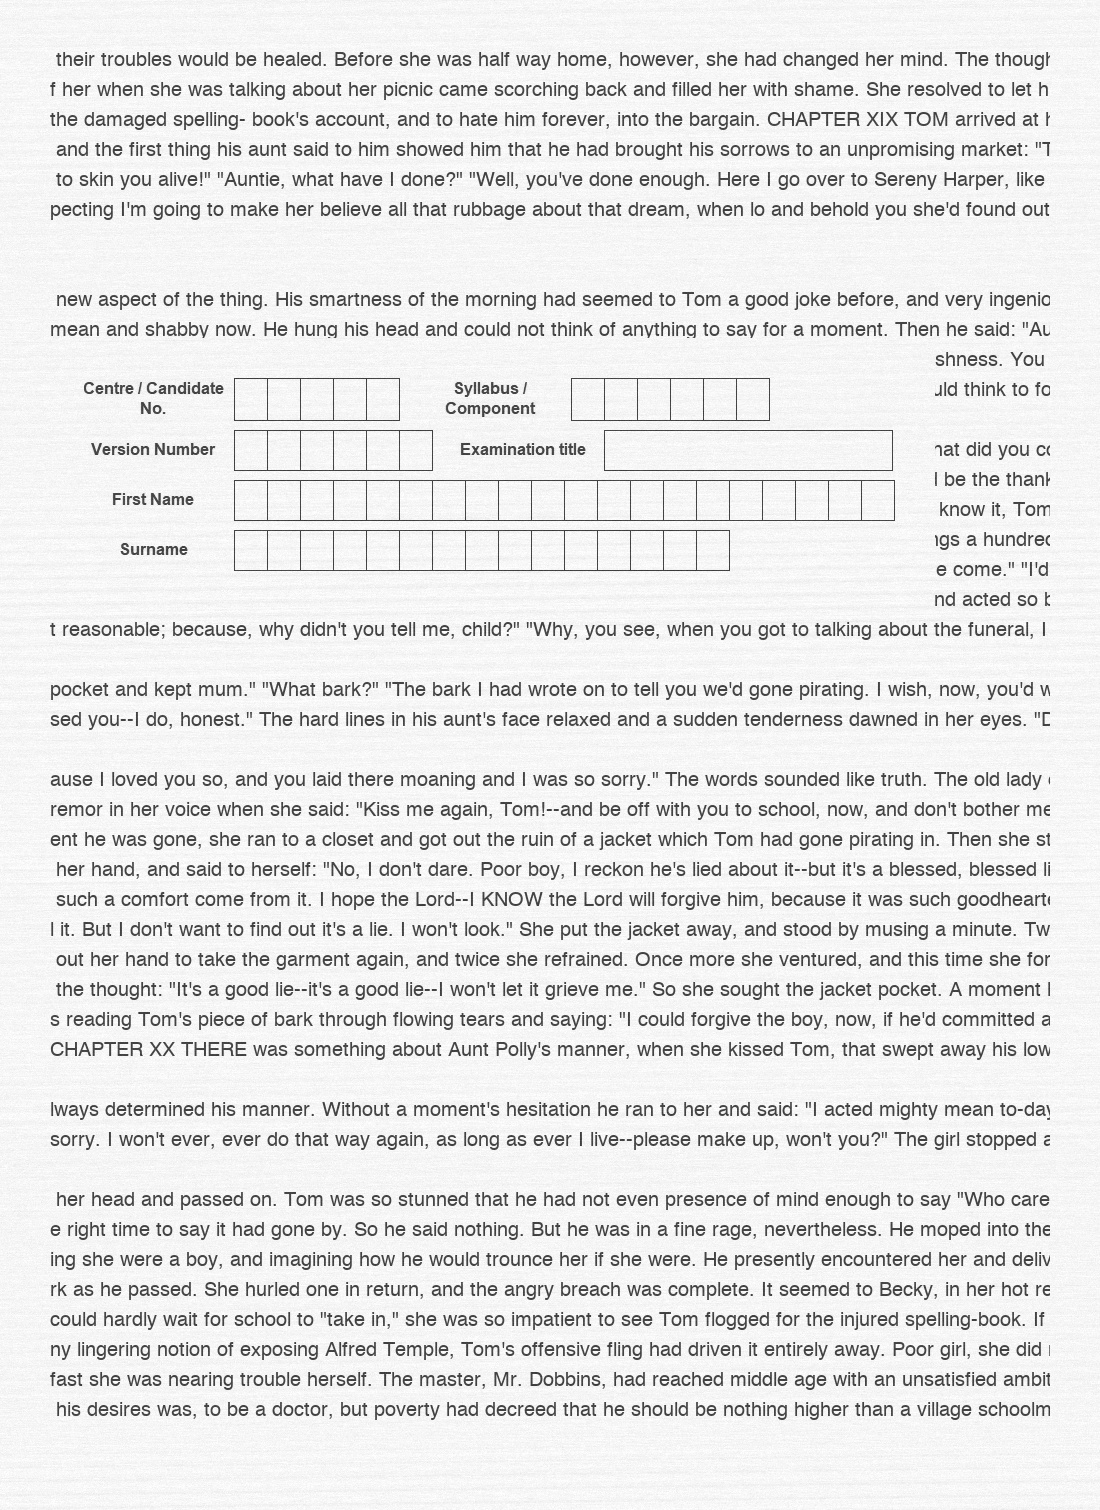 their troubles would be healed. Before she was half way home, however, she had changed her mind. The though
f her when she was talking about her picnic came scorching back and filled her with shame. She resolved to let h
the damaged spelling- book's account, and to hate him forever, into the bargain. CHAPTER XIX TOM arrived at h
and the first thing his aunt said to him showed him that he had brought his sorrows to an unpromising market: "T
to skin you alive!" "Auntie, what have I done?" "Well, you've done enough. Here I go over to Sereny Harper, like
pecting I'm going to make her believe all that rubbage about that dream, when lo and behold you she'd found out
new aspect of the thing. His smartness of the morning had seemed to Tom a good joke before, and very ingenio
mean and shabby now. He hung his head and could not think of anything to say for a moment. Then he said: "Au
shness. You
uld think to fo
Centre / Candidate No.
Syllabus / Component
Version Number
Examination title
First Name
Surname
hat did you co
l be the thank
know it, Tom
ngs a hundred
e come." "I'd
nd acted so b
t reasonable; because, why didn't you tell me, child?" "Why, you see, when you got to talking about the funeral, I
pocket and kept mum." "What bark?" "The bark I had wrote on to tell you we'd gone pirating. I wish, now, you'd w
sed you--I do, honest." The hard lines in his aunt's face relaxed and a sudden tenderness dawned in her eyes. "D
ause I loved you so, and you laid there moaning and I was so sorry." The words sounded like truth. The old lady
remor in her voice when she said: "Kiss me again, Tom!--and be off with you to school, now, and don't bother me
ent he was gone, she ran to a closet and got out the ruin of a jacket which Tom had gone pirating in. Then she st
her hand, and said to herself: "No, I don't dare. Poor boy, I reckon he's lied about it--but it's a blessed, blessed li
such a comfort come from it. I hope the Lord--I KNOW the Lord will forgive him, because it was such goodhearte
l it. But I don't want to find out it's a lie. I won't look." She put the jacket away, and stood by musing a minute. Tw
out her hand to take the garment again, and twice she refrained. Once more she ventured, and this time she for
the thought: "It's a good lie--it's a good lie--I won't let it grieve me." So she sought the jacket pocket. A moment l
s reading Tom's piece of bark through flowing tears and saying: "I could forgive the boy, now, if he'd committed a
CHAPTER XX THERE was something about Aunt Polly's manner, when she kissed Tom, that swept away his low
lways determined his manner. Without a moment's hesitation he ran to her and said: "I acted mighty mean to-day
sorry. I won't ever, ever do that way again, as long as ever I live--please make up, won't you?" The girl stopped a
her head and passed on. Tom was so stunned that he had not even presence of mind enough to say "Who care
e right time to say it had gone by. So he said nothing. But he was in a fine rage, nevertheless. He moped into the
ing she were a boy, and imagining how he would trounce her if she were. He presently encountered her and deliv
rk as he passed. She hurled one in return, and the angry breach was complete. It seemed to Becky, in her hot re
could hardly wait for school to "take in," she was so impatient to see Tom flogged for the injured spelling-book. If
ny lingering notion of exposing Alfred Temple, Tom's offensive fling had driven it entirely away. Poor girl, she did
fast she was nearing trouble herself. The master, Mr. Dobbins, had reached middle age with an unsatisfied ambit
his desires was, to be a doctor, but poverty had decreed that he should be nothing higher than a village schoolm